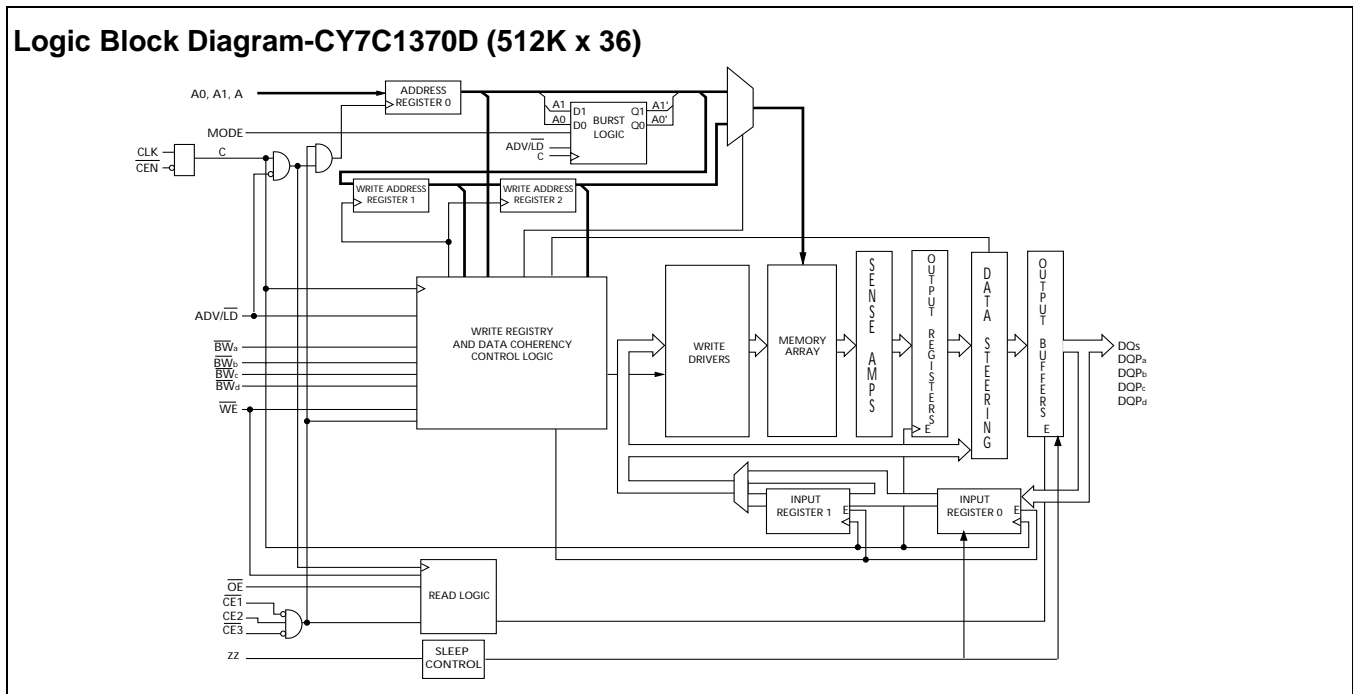 Logic Block Diagram-CY7C1370D (512K x 36)
A0, A1, A
ADDRESS
REGISTER 0
A1
A0
D1
D0
BURST
LOGIC
Q1
Q0
A1'
A0'
MODE
ADV/LD
C
CLK
CEN
C
WRITE ADDRESS
REGISTER 1
WRITE ADDRESS
REGISTER 2
ADV/LD
BWa
BWb
BWc
BWd
WE
WRITE REGISTRY
AND DATA COHERENCY
CONTROL LOGIC
WRITE
DRIVERS
MEMORY
ARRAY
SENSE AMPS
OUTPUT REGISTERS
E
DATA STEERING
OUTPUT BUFFERS
E
DQs
DQPa
DQPb
DQPc
DQPd
INPUT
REGISTER 1
E
INPUT
REGISTER 0
E
OE
CE1
CE2
CE3
READ LOGIC
ZZ
SLEEP
CONTROL